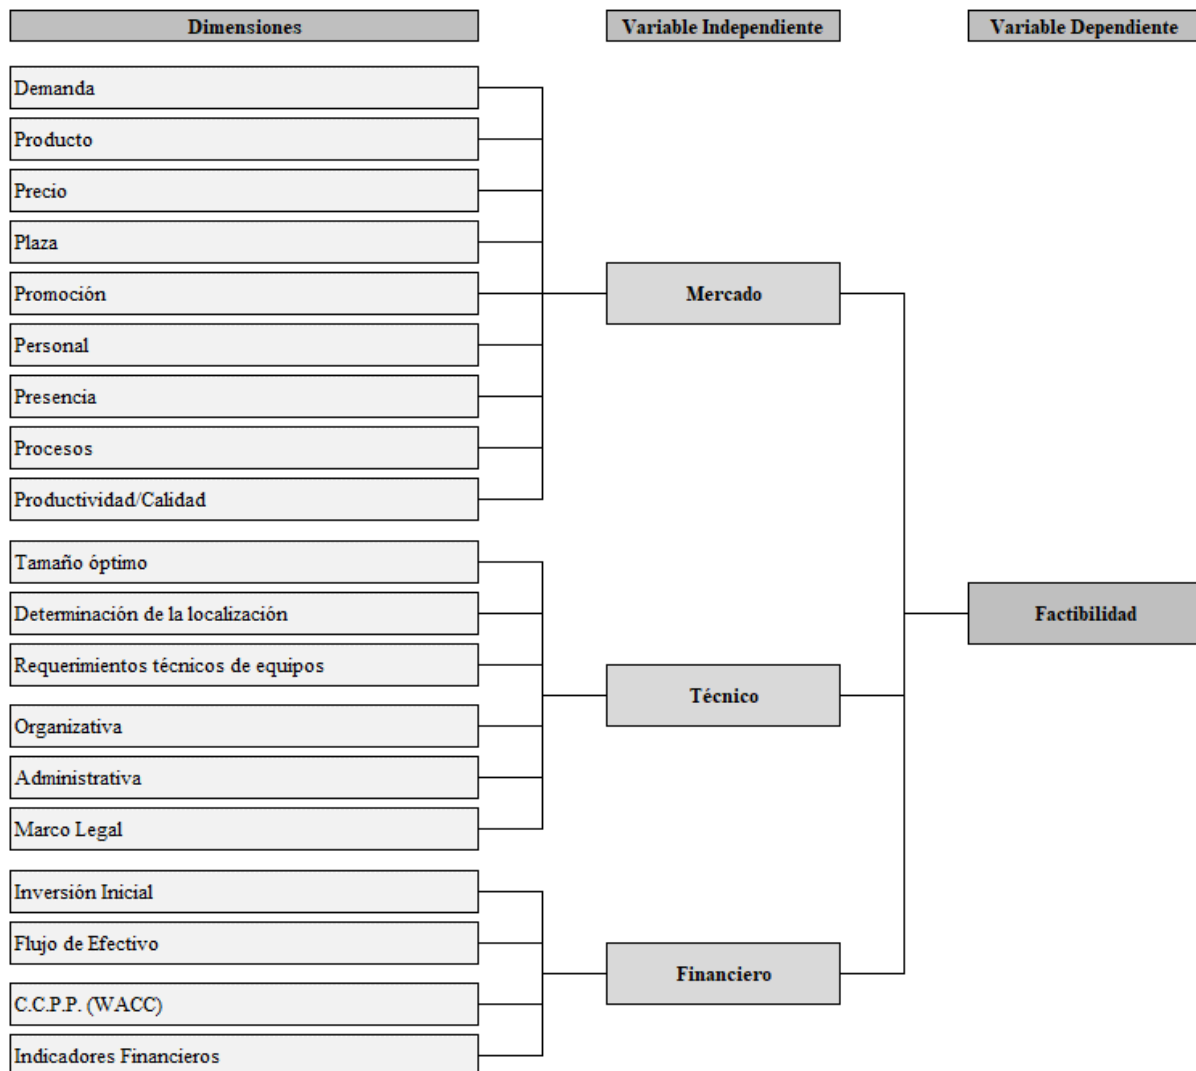 Dimensiones
Variable Independiente
Variable Dependiente
Demanda
Producto
Precio
Plaza
Promoción
Personal
Presencia
Procesos
Productividad/Calidad
Mercado
Tamaño óptimo
Determinación de la localización
Requerimientos técnicos de equipos
Organizativa
Administrativa
Marco Legal
Técnico
Factibilidad
Inversión Inicial
Flujo de Efectivo
C.C.P.P. (WACC)
Indicadores Financieros
Financiero